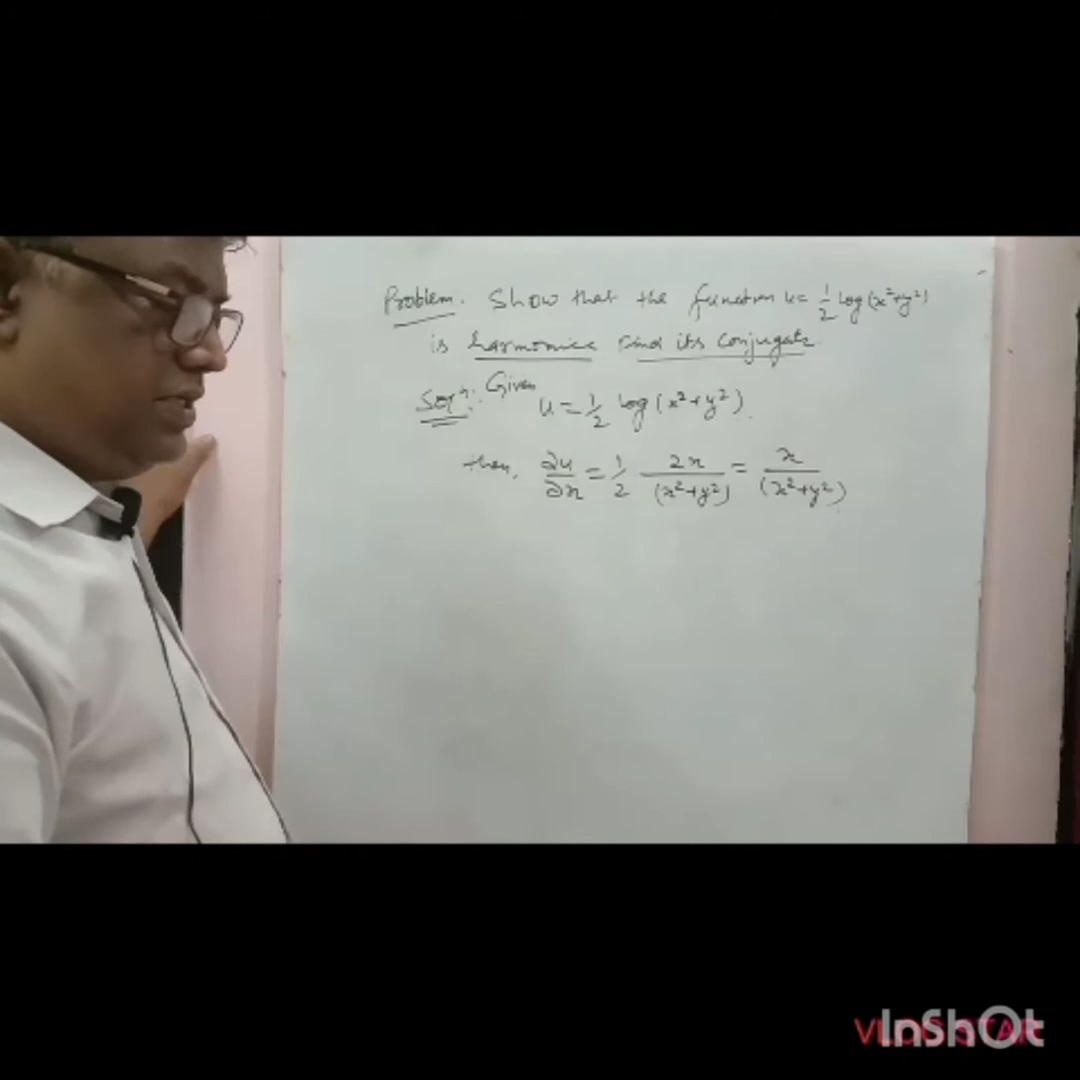 Problem. Show that the function u = 1/2 log(x²+y²)
is harmonic find its conjugate.
Solⁿ:. Given u = 1/2 log(x²+y²).
then, ∂u/∂x = 1/2 2x/(x²+y²) = x/(x²+y²)
InShOt